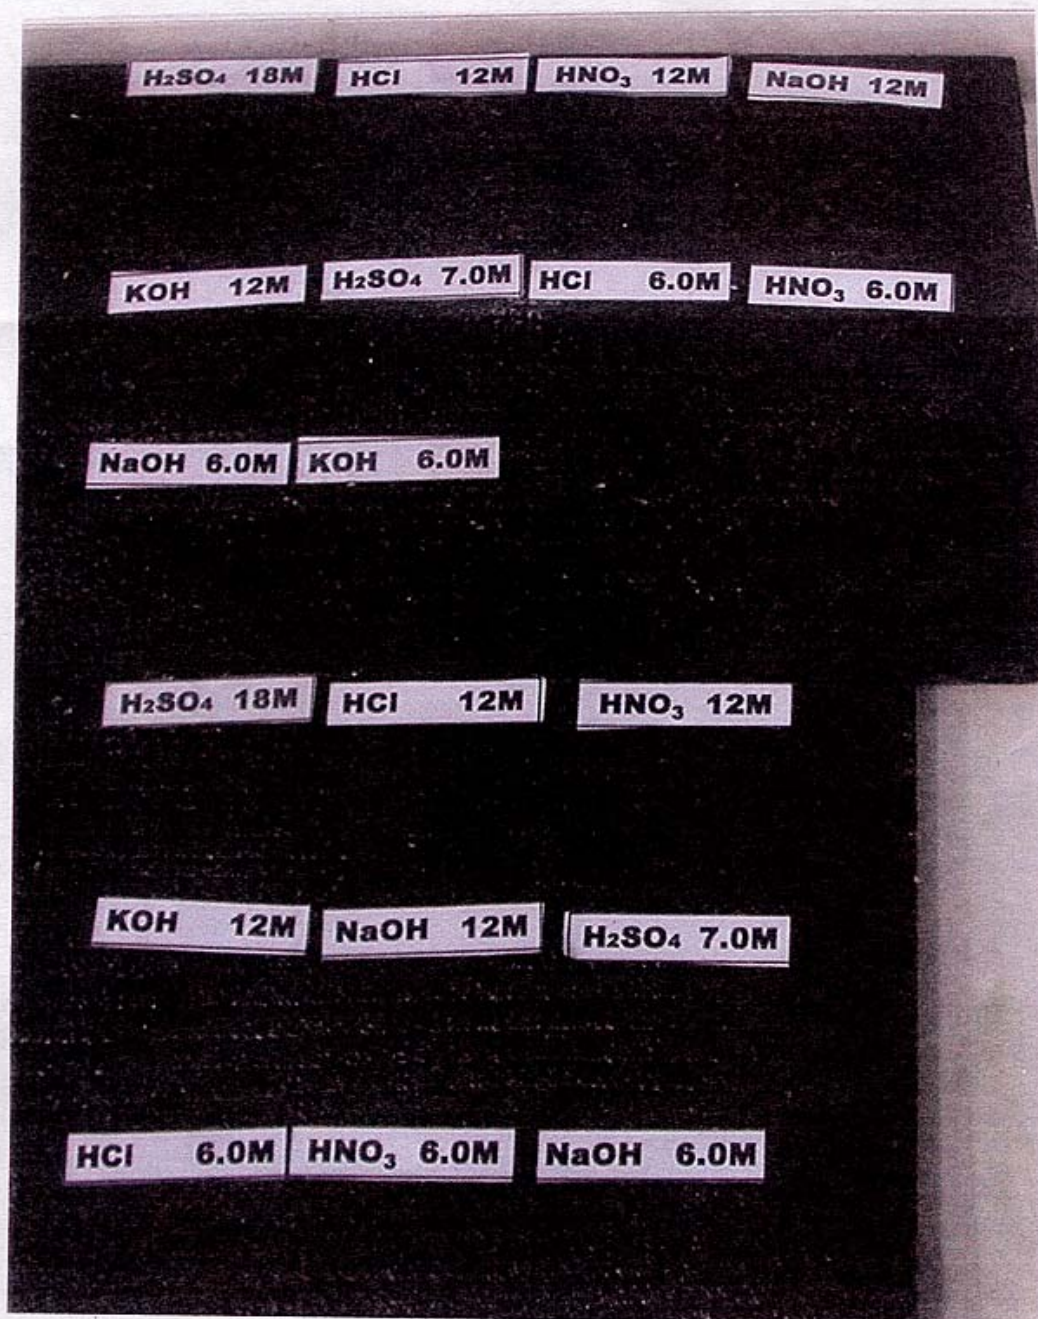 H₂SO₄ 18M HCl 12M HNO₃ 12M NaOH 12M
KOH 12M H₂SO₄ 7.0M HCl 6.0M HNO₃ 6.0M
NaOH 6.0M KOH 6.0M
H₂SO₄ 18M HCl 12M HNO₃ 12M
KOH 12M NaOH 12M H₂SO₄ 7.0M
HCl 6.0M HNO₃ 6.0M NaOH 6.0M